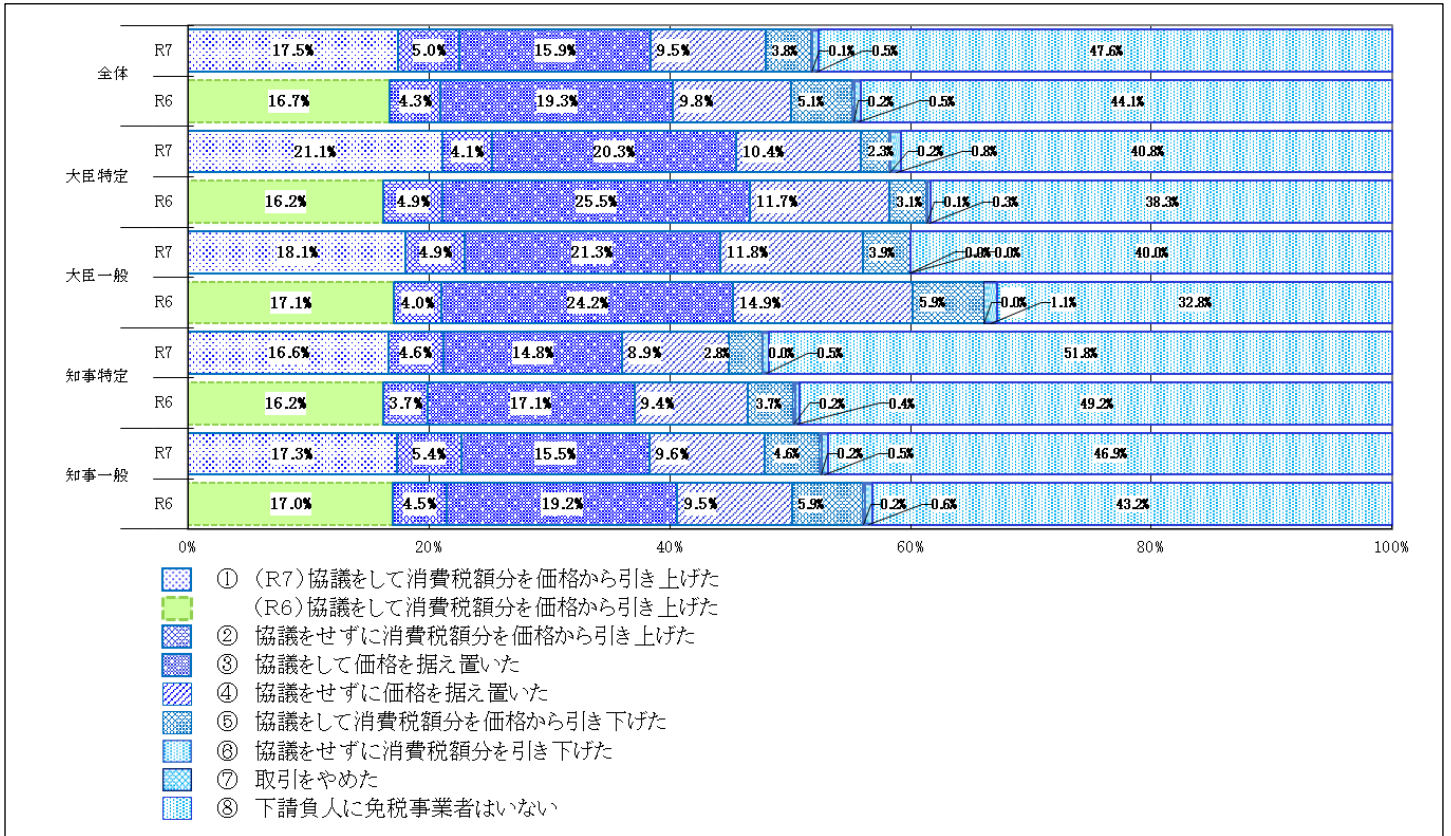 全体
R7 17.5% 5.0% 15.9% 9.5% 3.8% 0.1% 0.5% 47.6%
R6 16.7% 4.3% 19.3% 9.8% 5.1% 0.2% 0.5% 44.1%
大臣特定
R7 21.1% 4.1% 20.3% 10.4% 2.3% 0.2% 0.8% 40.8%
R6 16.2% 4.9% 25.5% 11.7% 3.1% 0.1% 0.3% 38.3%
大臣一般
R7 18.1% 4.9% 21.3% 11.8% 3.9% 0.0% 0.0% 40.0%
R6 17.1% 4.0% 24.2% 14.9% 5.9% 0.0% 1.1% 32.8%
知事特定
R7 16.6% 4.6% 14.8% 8.9% 2.8% 0.0% 0.5% 51.8%
R6 16.2% 3.7% 17.1% 9.4% 3.7% 0.2% 0.4% 49.2%
知事一般
R7 17.3% 5.4% 15.5% 9.6% 4.6% 0.2% 0.5% 46.9%
R6 17.0% 4.5% 19.2% 9.5% 5.9% 0.2% 0.6% 43.2%
0% 20% 40% 60% 80% 100%
① (R7)協議をして消費税額分を価格から引き上げた
(R6)協議をして消費税額分を価格から引き上げた
② 協議をせずに消費税額分を価格から引き上げた
③ 協議をして価格を据え置いた
④ 協議をせずに価格を据え置いた
⑤ 協議をして消費税額分を価格から引き下げた
⑥ 協議をせずに消費税額分を引き下げた
⑦ 取引をやめた
⑧ 下請負人に免税事業者はいない